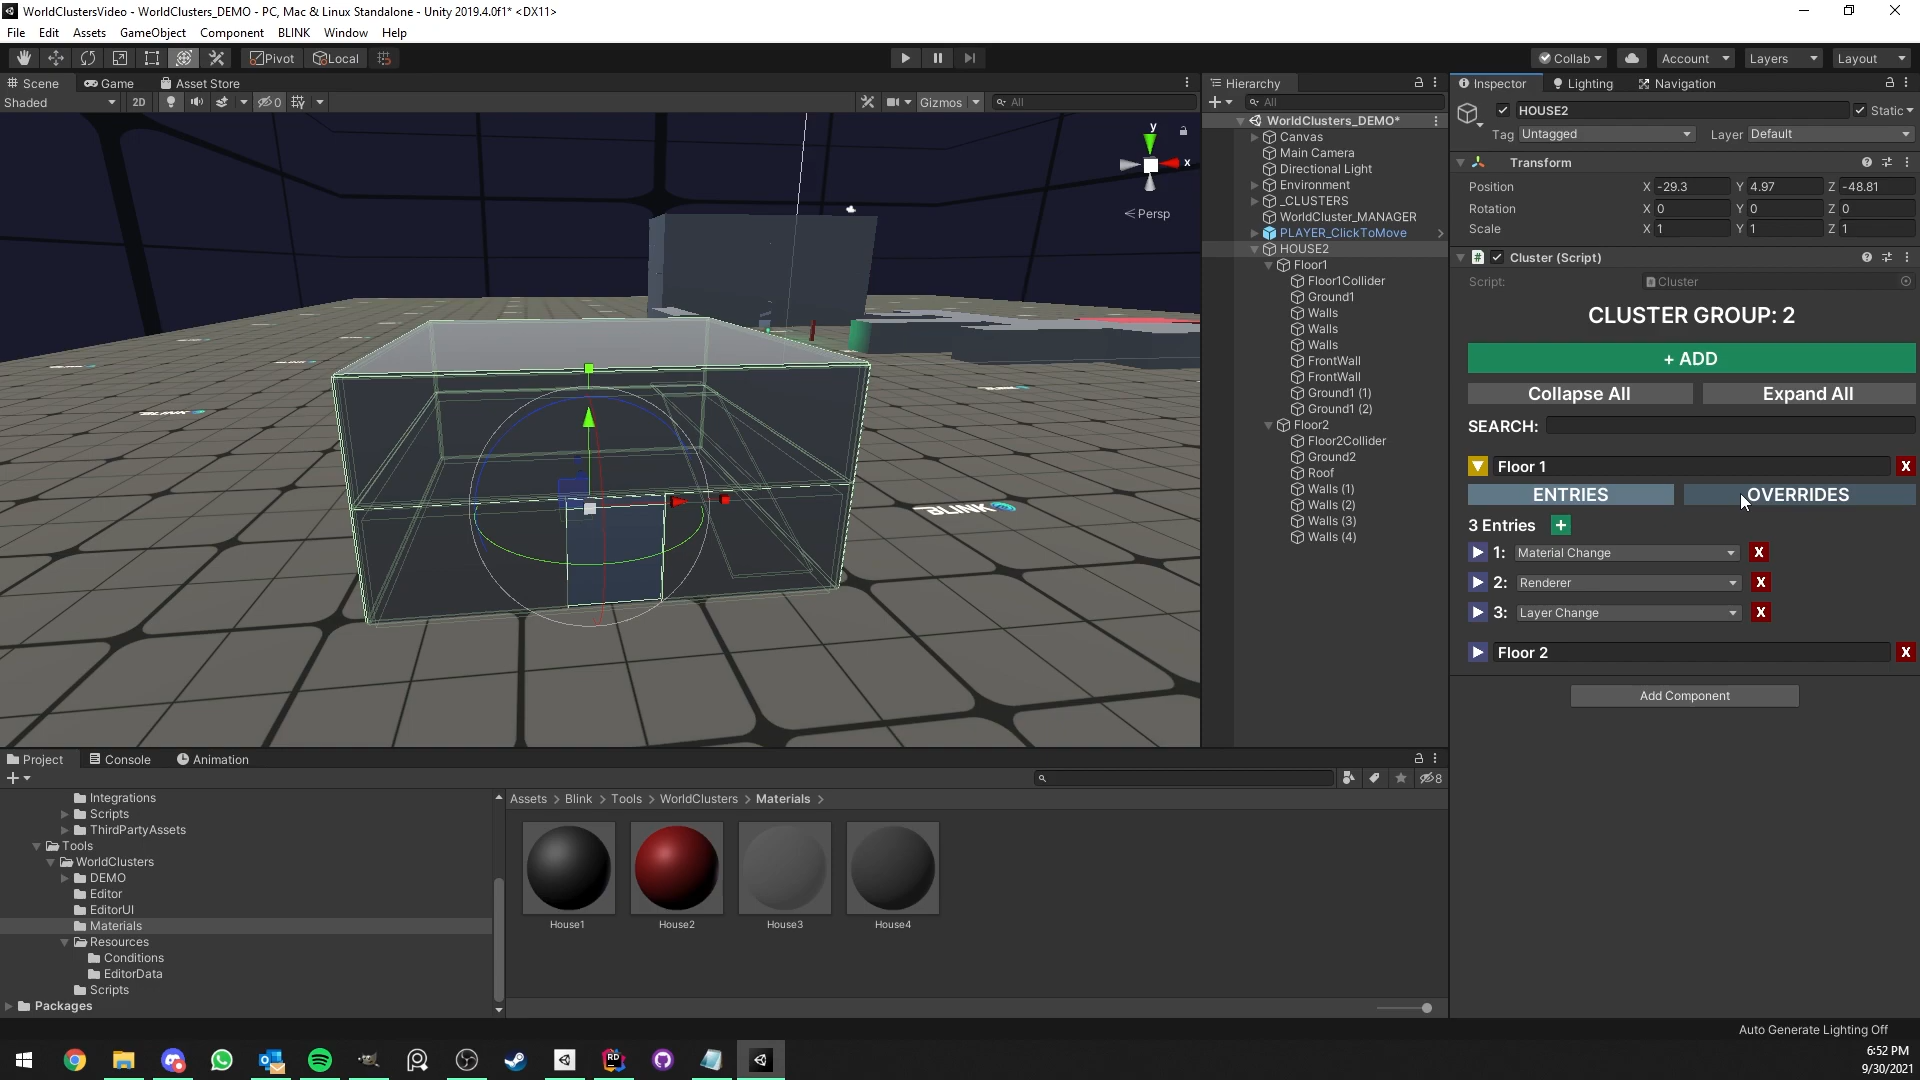 WorldClustersVideo - WorldClusters_DEMO - PC, Mac & Linux Standalone - Unity 2019.4.0f1* <DX11>
File Edit Assets GameObject Component BLINK Window Help
Pivot Local Collab Account Layers Layout
Scene Game Asset Store
Shaded 2D 0 Gizmos All
y
x
Persp
BLINK
Hierarchy
All
WorldClusters_DEMO*
Canvas
Main Camera
Directional Light
Environment
_CLUSTERS
WorldCluster_MANAGER
PLAYER_ClickToMove
HOUSE2
Floor1
Floor1Collider
Ground1
Walls
Walls
Walls
FrontWall
FrontWall
Ground1 (1)
Ground1 (2)
Floor2
Floor2Collider
Ground2
Roof
Walls (1)
Walls (2)
Walls (3)
Walls (4)
Inspector Lighting Navigation
HOUSE2 Static
Tag Untagged Layer Default
Transform
Position X -29.3 Y 4.97 Z -48.81
Rotation X 0 Y 0 Z 0
Scale X 1 Y 1 Z 1
Cluster (Script)
Script: Cluster
CLUSTER GROUP: 2
+ ADD
Collapse All Expand All
SEARCH:
Floor 1 X
ENTRIES OVERRIDES
3 Entries +
1: Material Change X
2: Renderer X
3: Layer Change X
Floor 2 X
Add Component
Project Console Animation
8
Integrations
Scripts
ThirdPartyAssets
Tools
WorldClusters
DEMO
Editor
EditorUI
Materials
Resources
Conditions
EditorData
Scripts
Packages
Assets > Blink > Tools > WorldClusters > Materials >
House1 House2 House3 House4
Auto Generate Lighting Off
RD
6:52 PM
9/30/2021